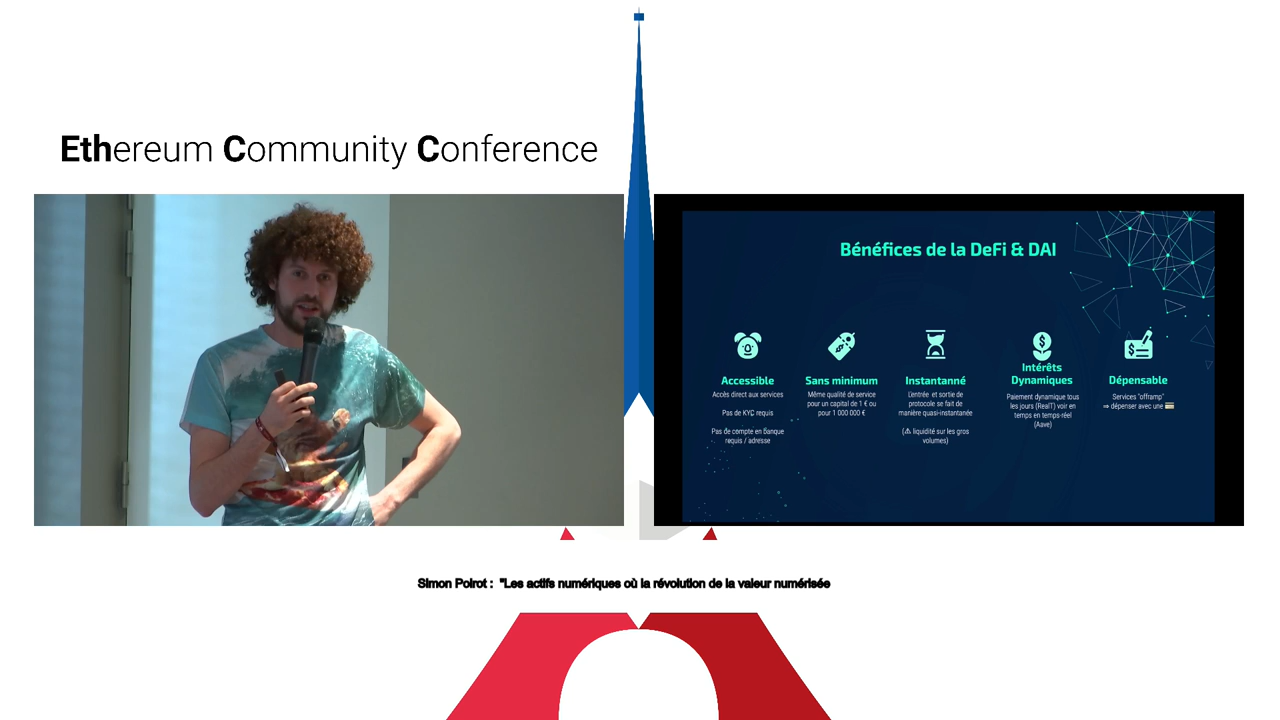 Ethereum Community Conference
Bénéfices de la DeFi & DAI
Accessible
Accès direct aux services
Pas de KYC requis
Pas de compte en banque
requis / adresse
Sans minimum
Même qualité de service
pour un capital de 1 € ou
pour 1 000 000 €
Instantanné
L'entrée et sortie de
protocole se fait de
manière quasi-instantanée
(⚠ liquidité sur les gros
volumes)
Intérêts
Dynamiques
Paiement dynamique tous
les jours (RealT) voir en
temps en temps-réel
(Aave)
Dépensable
Services "offramp"
⇒ dépenser avec une 💳
Simon Poirot : "Les actifs numériques où la révolution de la valeur numérisée